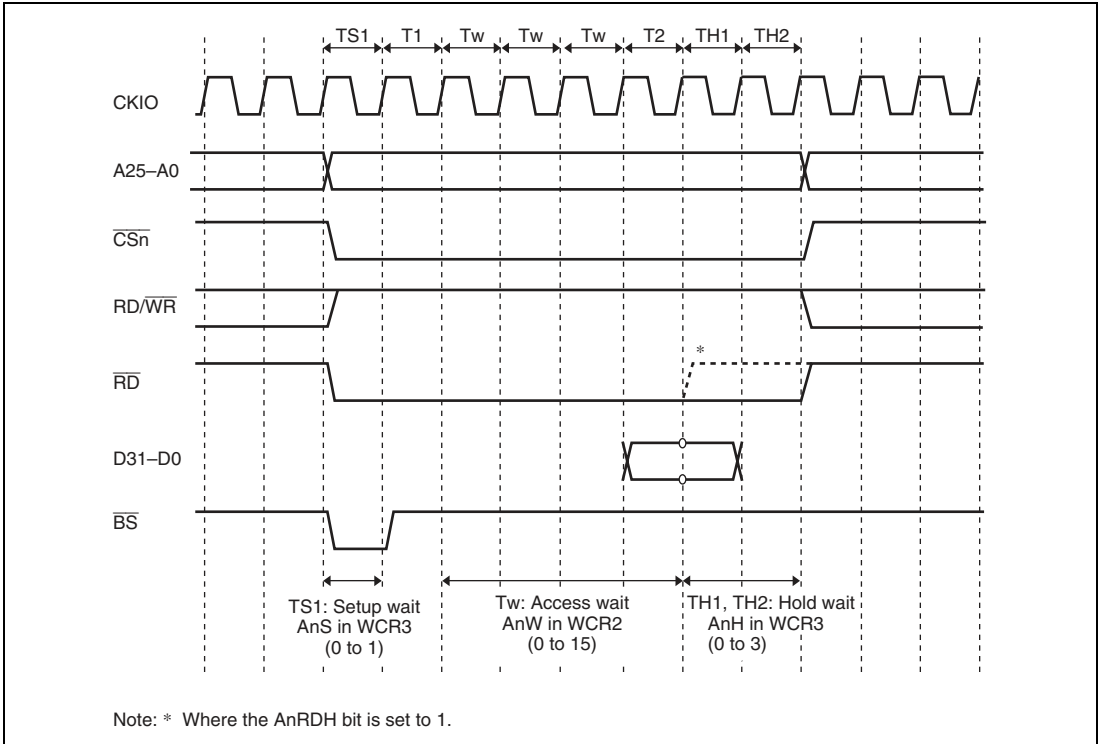 TS1 T1 Tw Tw Tw T2 TH1 TH2
CKIO
A25–A0
CSn
RD/WR
*
RD
D31–D0
BS
TS1: Setup wait
AnS in WCR3
(0 to 1)
Tw: Access wait
AnW in WCR2
(0 to 15)
TH1, TH2: Hold wait
AnH in WCR3
(0 to 3)
Note: * Where the AnRDH bit is set to 1.